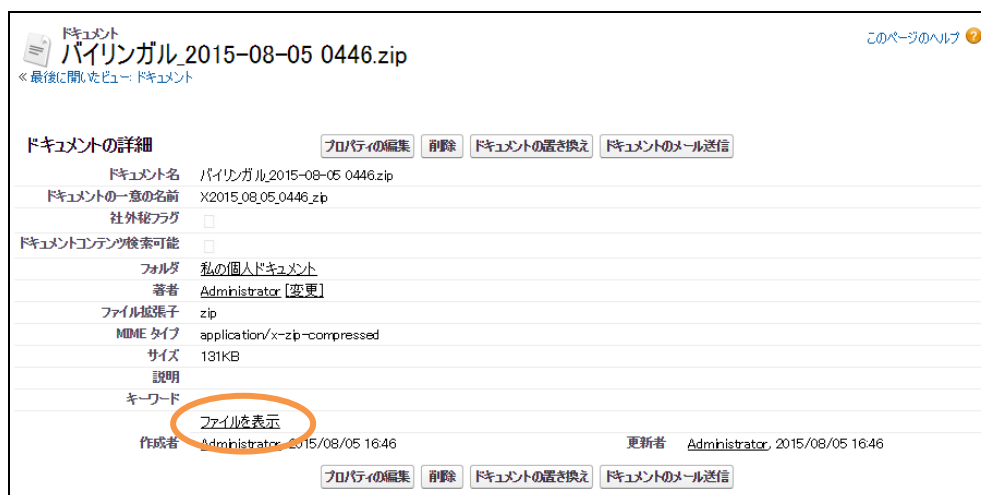 ドキュメント
バイリンガル_2015-08-05 0446.zip
このページのヘルプ
« 最後に開いたビュー: ドキュメント
ドキュメントの詳細
プロパティの編集 削除 ドキュメントの置き換え ドキュメントのメール送信
ドキュメント名 バイリンガル_2015-08-05 0446.zip
ドキュメントの一意の名前 X2015_08_05_0446_zip
社外秘フラグ
ドキュメントコンテンツ検索可能
フォルダ 私の個人ドキュメント
著者 Administrator [変更]
ファイル拡張子 zip
MIME タイプ application/x-zip-compressed
サイズ 131KB
説明
キーワード
ファイルを表示
作成者 Administrator, 2015/08/05 16:46 更新者 Administrator, 2015/08/05 16:46
プロパティの編集 削除 ドキュメントの置き換え ドキュメントのメール送信